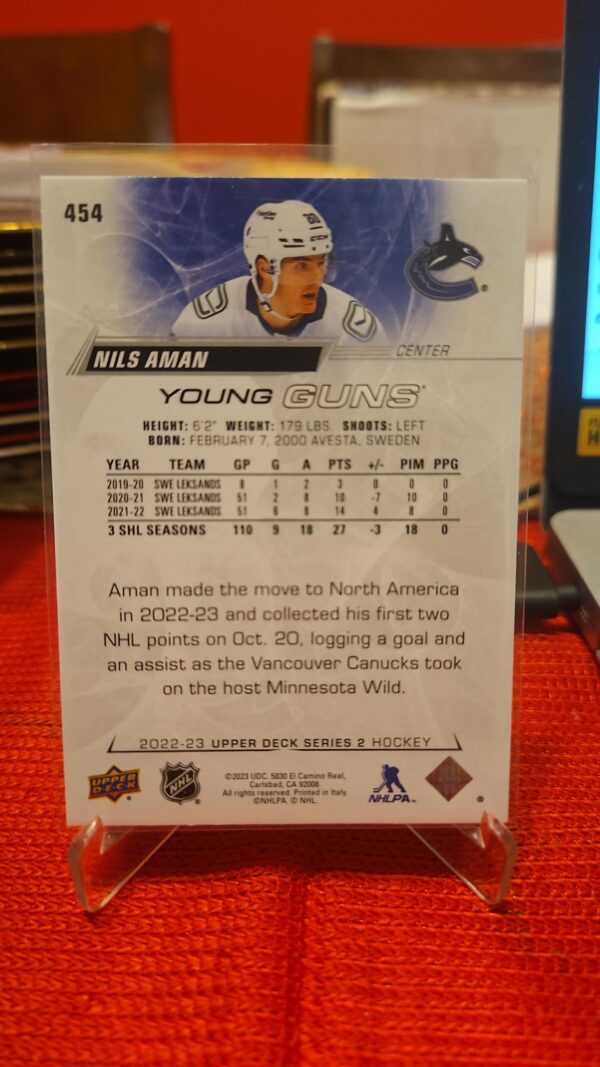 454
88
CCM
NILS AMAN
CENTER
YOUNG GUNS
HEIGHT: 6'2" WEIGHT: 179 LBS. SHOOTS: LEFT
BORN: FEBRUARY 7, 2000 AVESTA, SWEDEN
YEAR TEAM GP G A PTS +/- PIM PPG
2019-20 SWE LEKSANDS 8 1 2 3 0 0 0
2020-21 SWE LEKSANDS 51 2 8 10 -7 10 0
2021-22 SWE LEKSANDS 51 6 8 14 4 8 0
3 SHL SEASONS 110 9 18 27 -3 18 0
Aman made the move to North America
in 2022-23 and collected his first two
NHL points on Oct. 20, logging a goal and
an assist as the Vancouver Canucks took
on the host Minnesota Wild.
2022-23 UPPER DECK SERIES 2 HOCKEY
UPPER DECK
NHL
©2023 UDC. 5830 El Camino Real,
Carlsbad, CA 92008.
All rights reserved. Printed in Italy.
©NHLPA. © NHL.
NHLPA